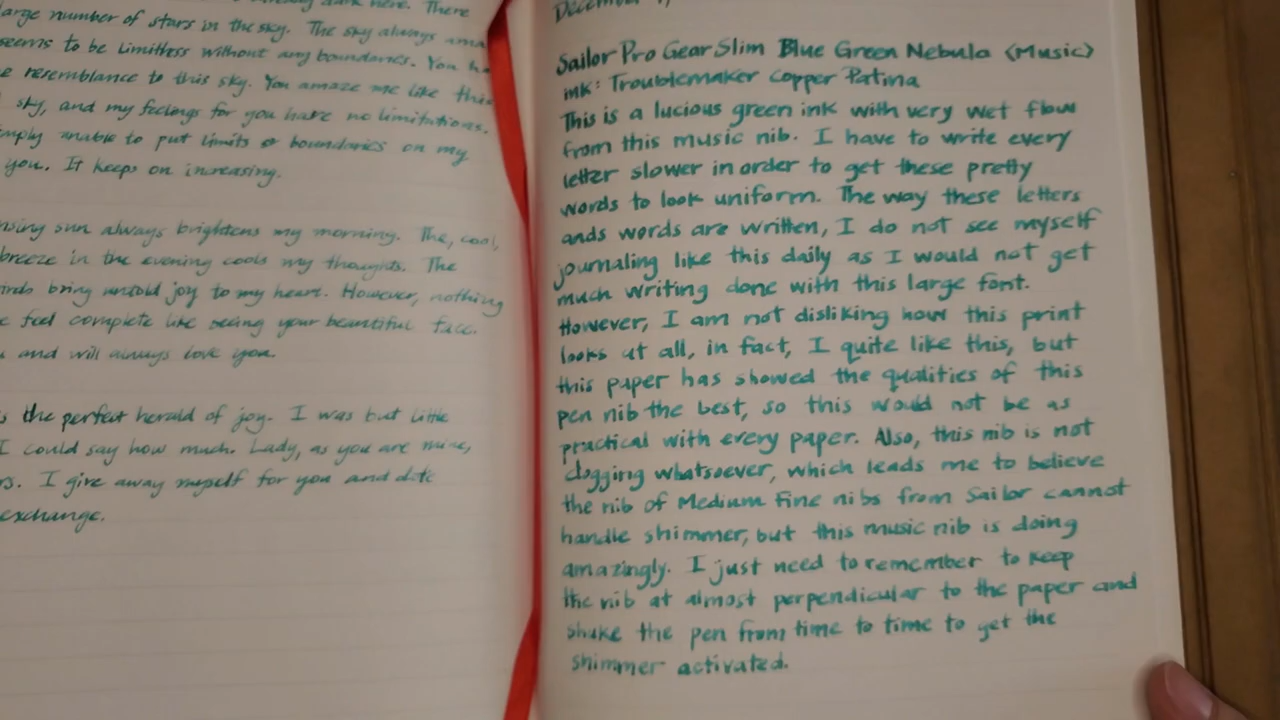 dark here. There
large number of stars in the sky. The sky always ama
seems to be limitless without any boundaries. You ha
e resemblance to this sky. You amaze me like this
sky, and my feelings for you have no limitations.
imply unable to put limits or boundaries on my
you. It keeps on increasing.
sun always brightens my morning. The, cool,
breeze in the evening cools my thoughts. The
birds bring untold joy to my heart. However, nothing
e feel complete like seeing your beautiful face.
and will always love you.
s the perfect herald of joy. I was but little
I could say how much. Lady, as you are mine,
rs. I give away myself for you and dote
exchange.
December
Sailor Pro Gear Slim Blue Green Nebula (Music)
ink: Troublemaker Copper Patina
This is a lucious green ink with very wet flow
from this music nib. I have to write every
letter slower in order to get these pretty
words to look uniform. The way these letters
ands words are written, I do not see myself
journaling like this daily as I would not get
much writing done with this large font.
However, I am not disliking how this print
looks at all, in fact, I quite like this, but
this paper has showed the qualities of this
pen nib the best, so this would not be as
practical with every paper. Also, this nib is not
clogging whatsoever, which leads me to believe
the nib of Medium Fine nibs from Sailor cannot
handle shimmer, but this music nib is doing
amazingly. I just need to remember to keep
the nib at almost perpendicular to the paper and
shake the pen from time to time to get the
shimmer activated.